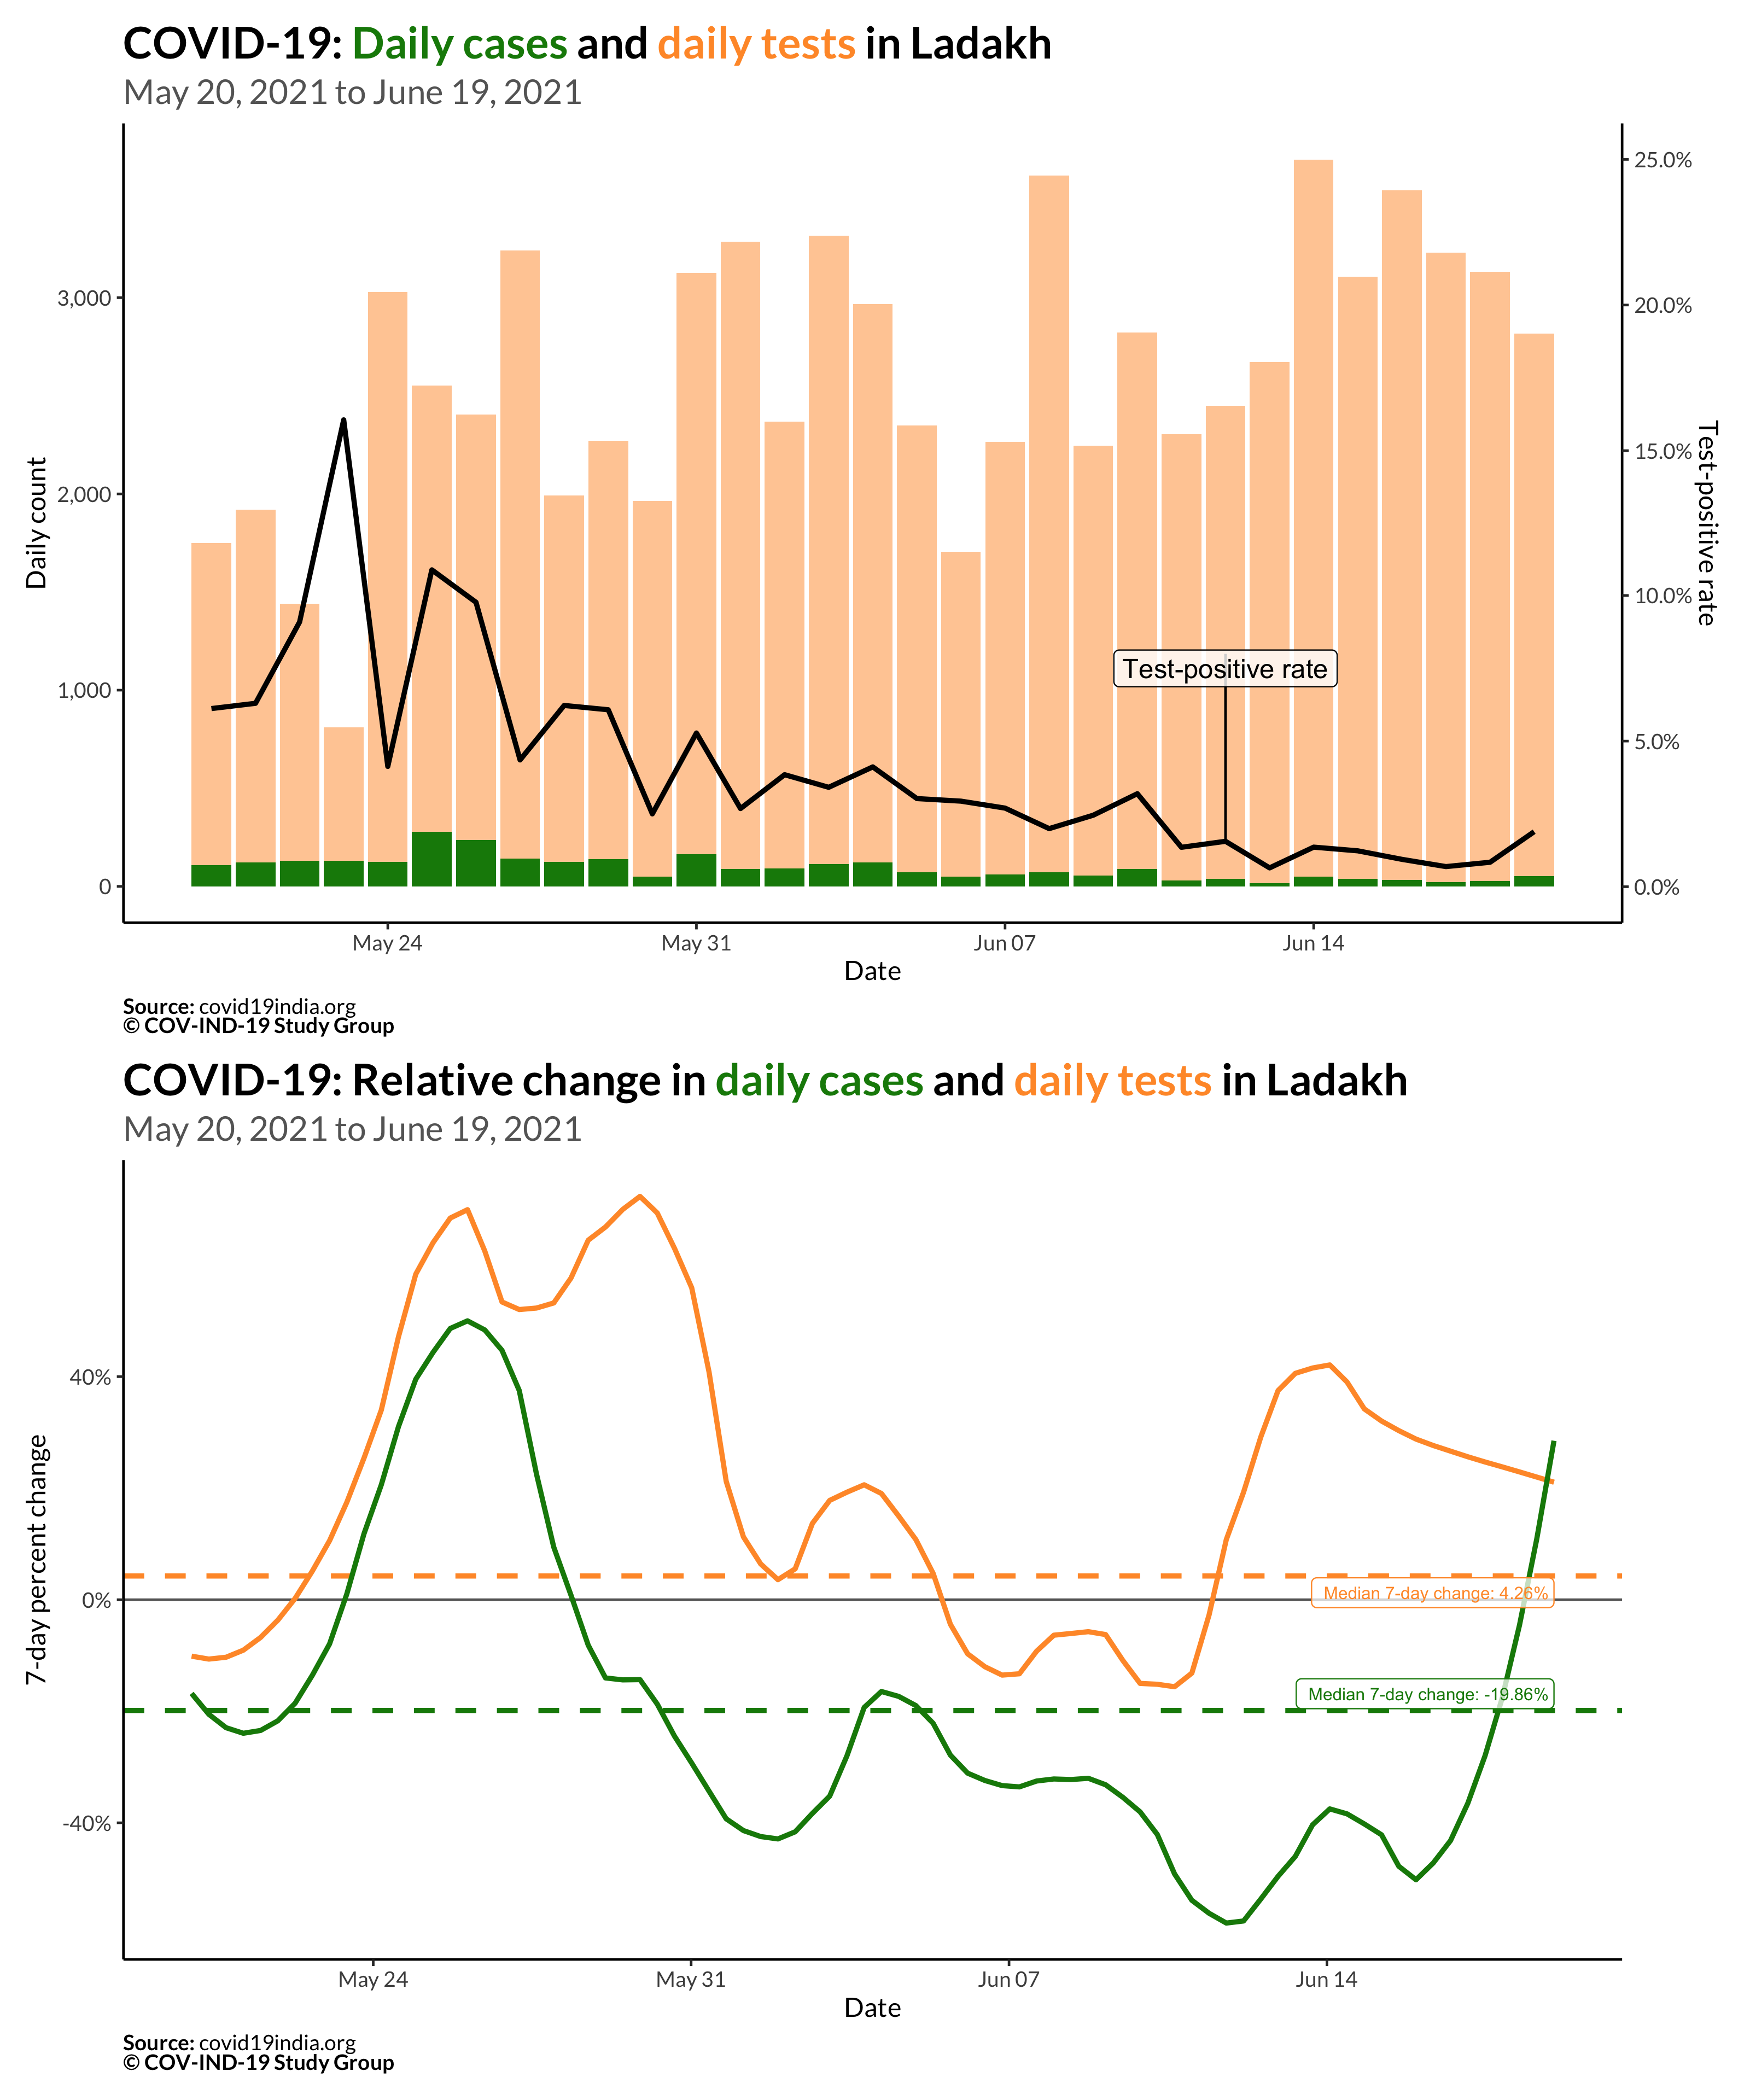 COVID-19: Daily cases and daily tests in Ladakh
May 20, 2021 to June 19, 2021
Daily count
3,000
2,000
1,000
0
25.0%
20.0%
15.0%
10.0%
5.0%
0.0%
Test-positive rate
Test-positive rate
May 24
May 31
Jun 07
Jun 14
Date
Source: covid19india.org
© COV-IND-19 Study Group
COVID-19: Relative change in daily cases and daily tests in Ladakh
May 20, 2021 to June 19, 2021
7-day percent change
40%
0%
-40%
Median 7-day change: 4.26%
Median 7-day change: -19.86%
May 24
May 31
Jun 07
Jun 14
Date
Source: covid19india.org
© COV-IND-19 Study Group